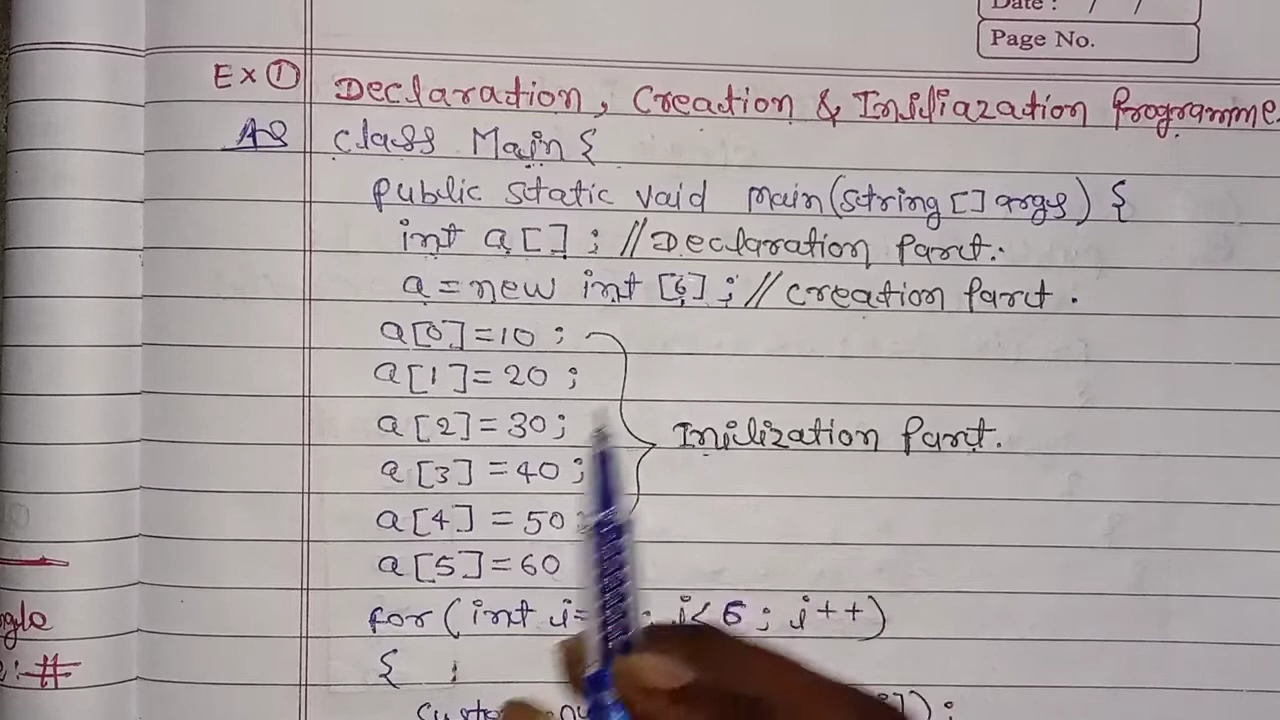 Date : / /
Page No.
Ex ① Declaration, Creation & Iniliazation Programme.
AS class Main {
public static void main(string [] args) {
int a [] ; // Declaration Part.
a = new int [6] ; // Creation Part.
a[0] = 10 ;
a[1] = 20 ;
a[2] = 30 ;
Inilization Part.
a[3] = 40 ;
a[4] = 50 ;
a[5] = 60
for (int i= ; i< 6 ; i++)
{
]) ;